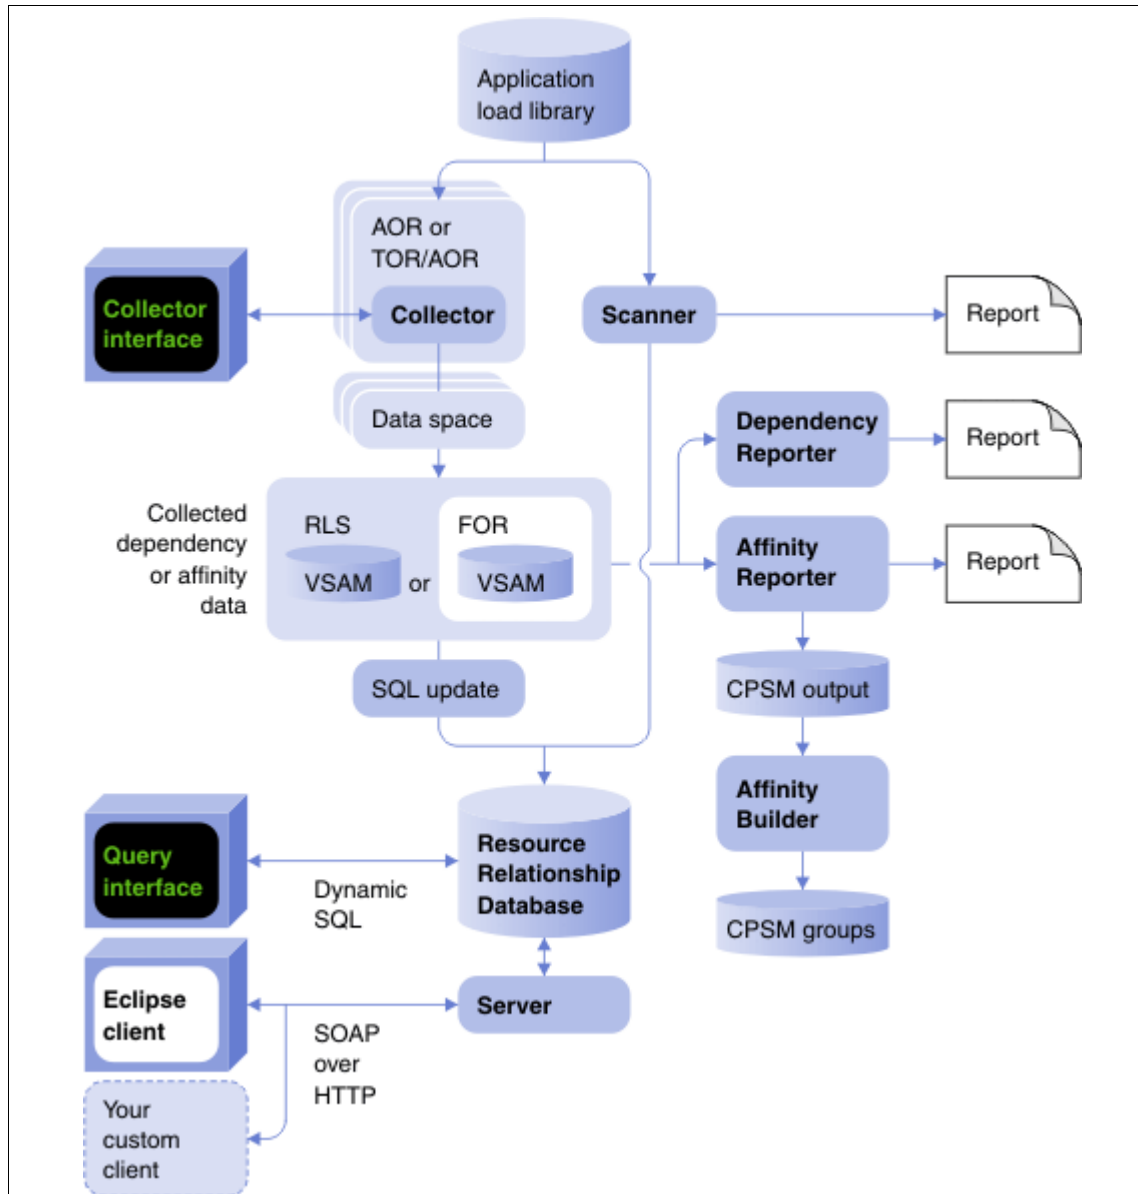 Application
load library
AOR or
TOR/AOR
Collector
interface
Collector
Scanner
Report
Data space
Dependency
Reporter
Report
Collected
dependency
or affinity
data
RLS
VSAM
or
FOR
VSAM
Affinity
Reporter
Report
SQL update
CPSM output
Affinity
Builder
Query
interface
Dynamic
SQL
Resource
Relationship
Database
CPSM groups
Eclipse
client
SOAP
over
HTTP
Server
Your
custom
client